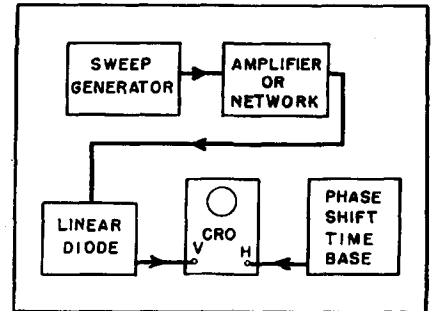 SWEEP
GENERATOR
AMPLIFIER
OR
NETWORK
LINEAR
DIODE
CRO
V
H
PHASE
SHIFT
TIME
BASE